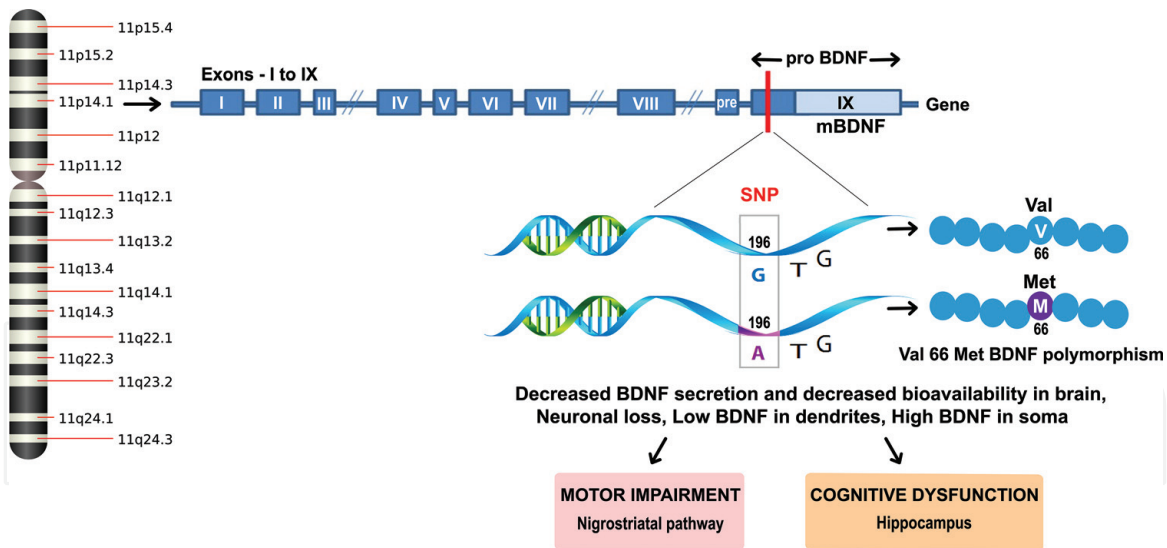 11p15.4
11p15.2
11p14.3
11p14.1
11p12
11p11.12
11q12.1
11q12.3
11q13.2
11q13.4
11q14.1
11q14.3
11q22.1
11q22.3
11q23.2
11q24.1
11q24.3
pro BDNF
Exons - I to IX
I II III IV V VI VII VIII pre IX Gene
mBDNF
SNP
196
G T G
Val
V
66
196
A T G
Met
M
66
Val 66 Met BDNF polymorphism
Decreased BDNF secretion and decreased bioavailability in brain,
Neuronal loss, Low BDNF in dendrites, High BDNF in soma
MOTOR IMPAIRMENT
Nigrostriatal pathway
COGNITIVE DYSFUNCTION
Hippocampus